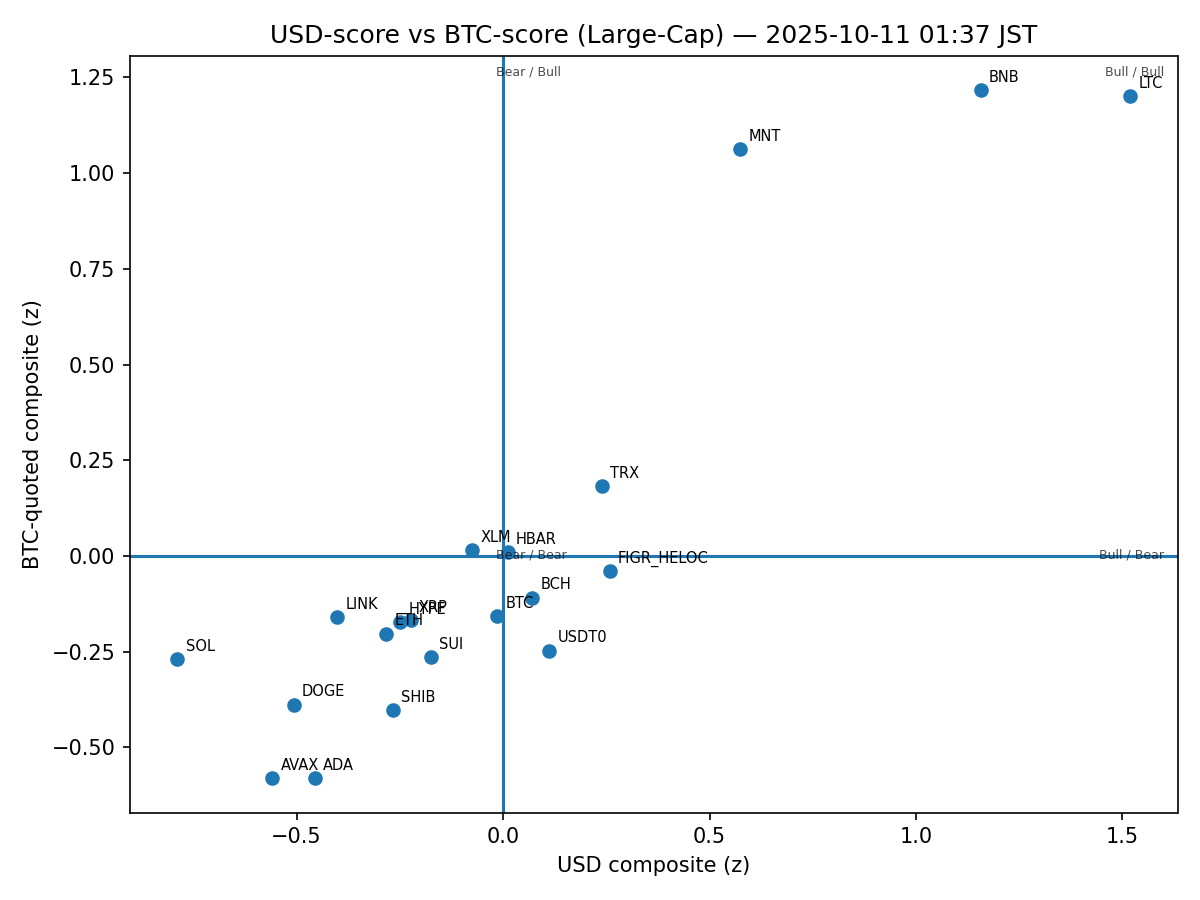 USD-score vs BTC-score (Large-Cap) — 2025-10-11 01:37 JST
Bear / Bull
Bull / Bull
BNB
LTC
MNT
TRX
XLM
HBAR
Bear / Bear
FIGR_HELOC
Bull / Bear
BCH
LINK
BTC
HYPE
XRP
ETH
USDT0
SUI
SOL
DOGE
SHIB
AVAX
ADA
1.25
1.00
0.75
0.50
0.25
0.00
−0.25
−0.50
BTC-quoted composite (z)
−0.5
0.0
0.5
1.0
1.5
USD composite (z)